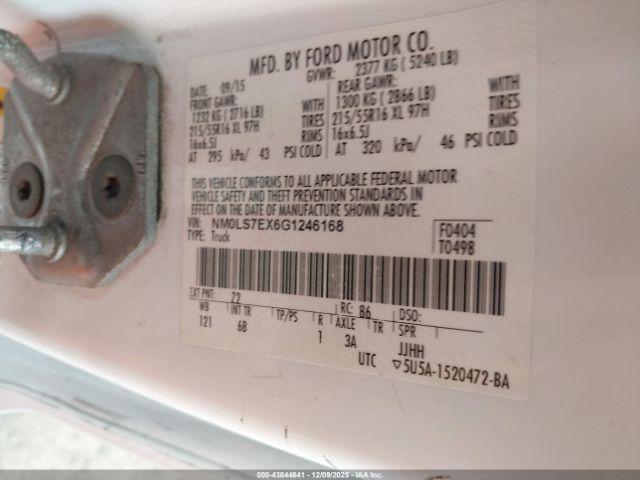 MFD. BY FORD MOTOR CO.
DATE: 09/15 GVWR: 2377 KG ( 5240 LB)
FRONT GAWR: REAR GAWR:
1232 KG ( 2716 LB) WITH 1300 KG ( 2866 LB) WITH
215/55R16 XL 97H TIRES 215/55R16 XL 97H TIRES
16x6.5J RIMS 16x6.5J RIMS
AT 295 kPa/ 43 PSI COLD AT 320 kPa/ 46 PSI COLD
THIS VEHICLE CONFORMS TO ALL APPLICABLE FEDERAL MOTOR
VEHICLE SAFETY AND THEFT PREVENTION STANDARDS IN
EFFECT ON THE DATE OF MANUFACTURE SHOWN ABOVE.
VIN: NM0LS7EX6G1246168 F0404
TYPE: Truck T0498
EXT PNT: 72 RC: 86 DSO:
WB INT TR TP/PS R AXLE TR SPR
121 6B 1 3A JJHH
UTC ▽5U5A-1520472-BA
000-43844641 - 12/09/2025 - IAA Inc.